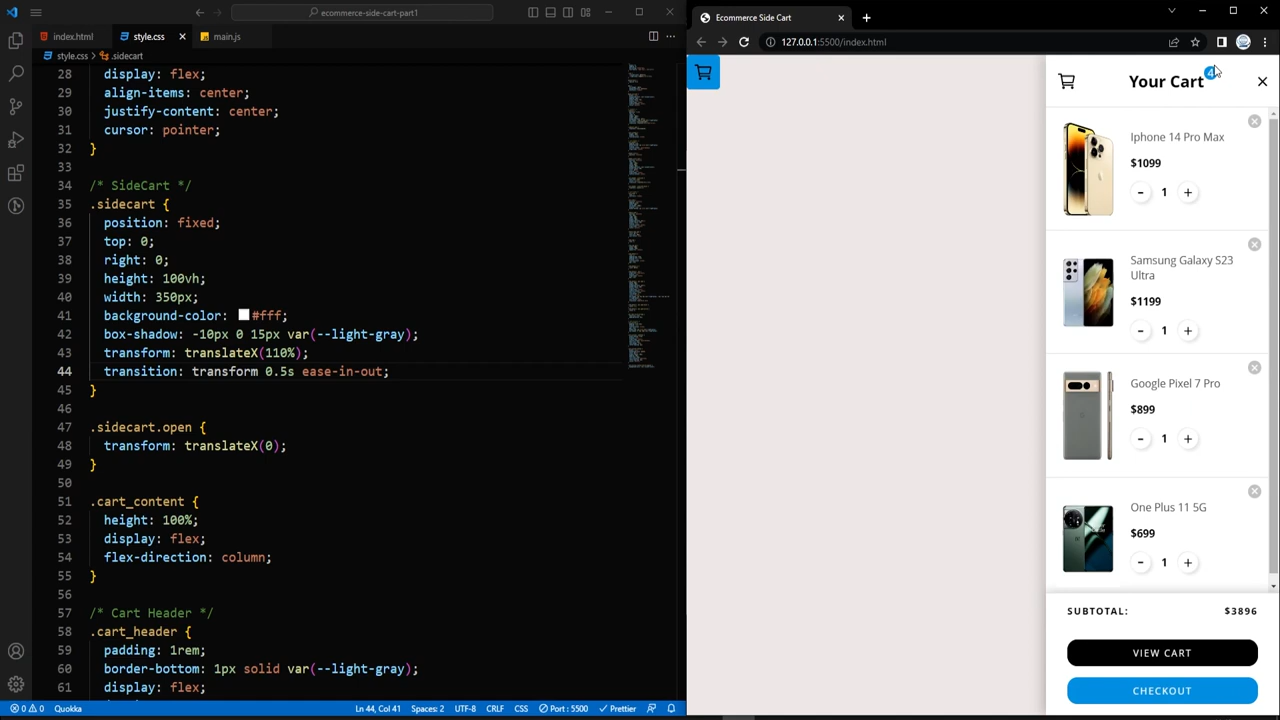 ecommerce-side-cart-part1
index.html
style.css
main.js
style.css > .sidecart
28 display: flex;
29 align-items: center;
30 justify-content: center;
31 cursor: pointer;
32 }
33
34 /* SideCart */
35 .sidecart {
36 position: fixed;
37 top: 0;
38 right: 0;
39 height: 100vh;
40 width: 350px;
41 background-color: #fff;
42 box-shadow: -10px 0 15px var(--light-gray);
43 transform: translateX(110%);
44 transition: transform 0.5s ease-in-out;
45 }
46
47 .sidecart.open {
48 transform: translateX(0);
49 }
50
51 .cart_content {
52 height: 100%;
53 display: flex;
54 flex-direction: column;
55 }
56
57 /* Cart Header */
58 .cart_header {
59 padding: 1rem;
60 border-bottom: 1px solid var(--light-gray);
61 display: flex;
0 0 Quokka Ln 44, Col 41 Spaces: 2 UTF-8 CRLF CSS Port : 5500 Prettier
Ecommerce Side Cart
127.0.0.1:5500/index.html
Your Cart 4
Iphone 14 Pro Max
$1099
- 1 +
Samsung Galaxy S23
Ultra
$1199
- 1 +
Google Pixel 7 Pro
$899
- 1 +
One Plus 11 5G
$699
- 1 +
SUBTOTAL: $3896
VIEW CART
CHECKOUT